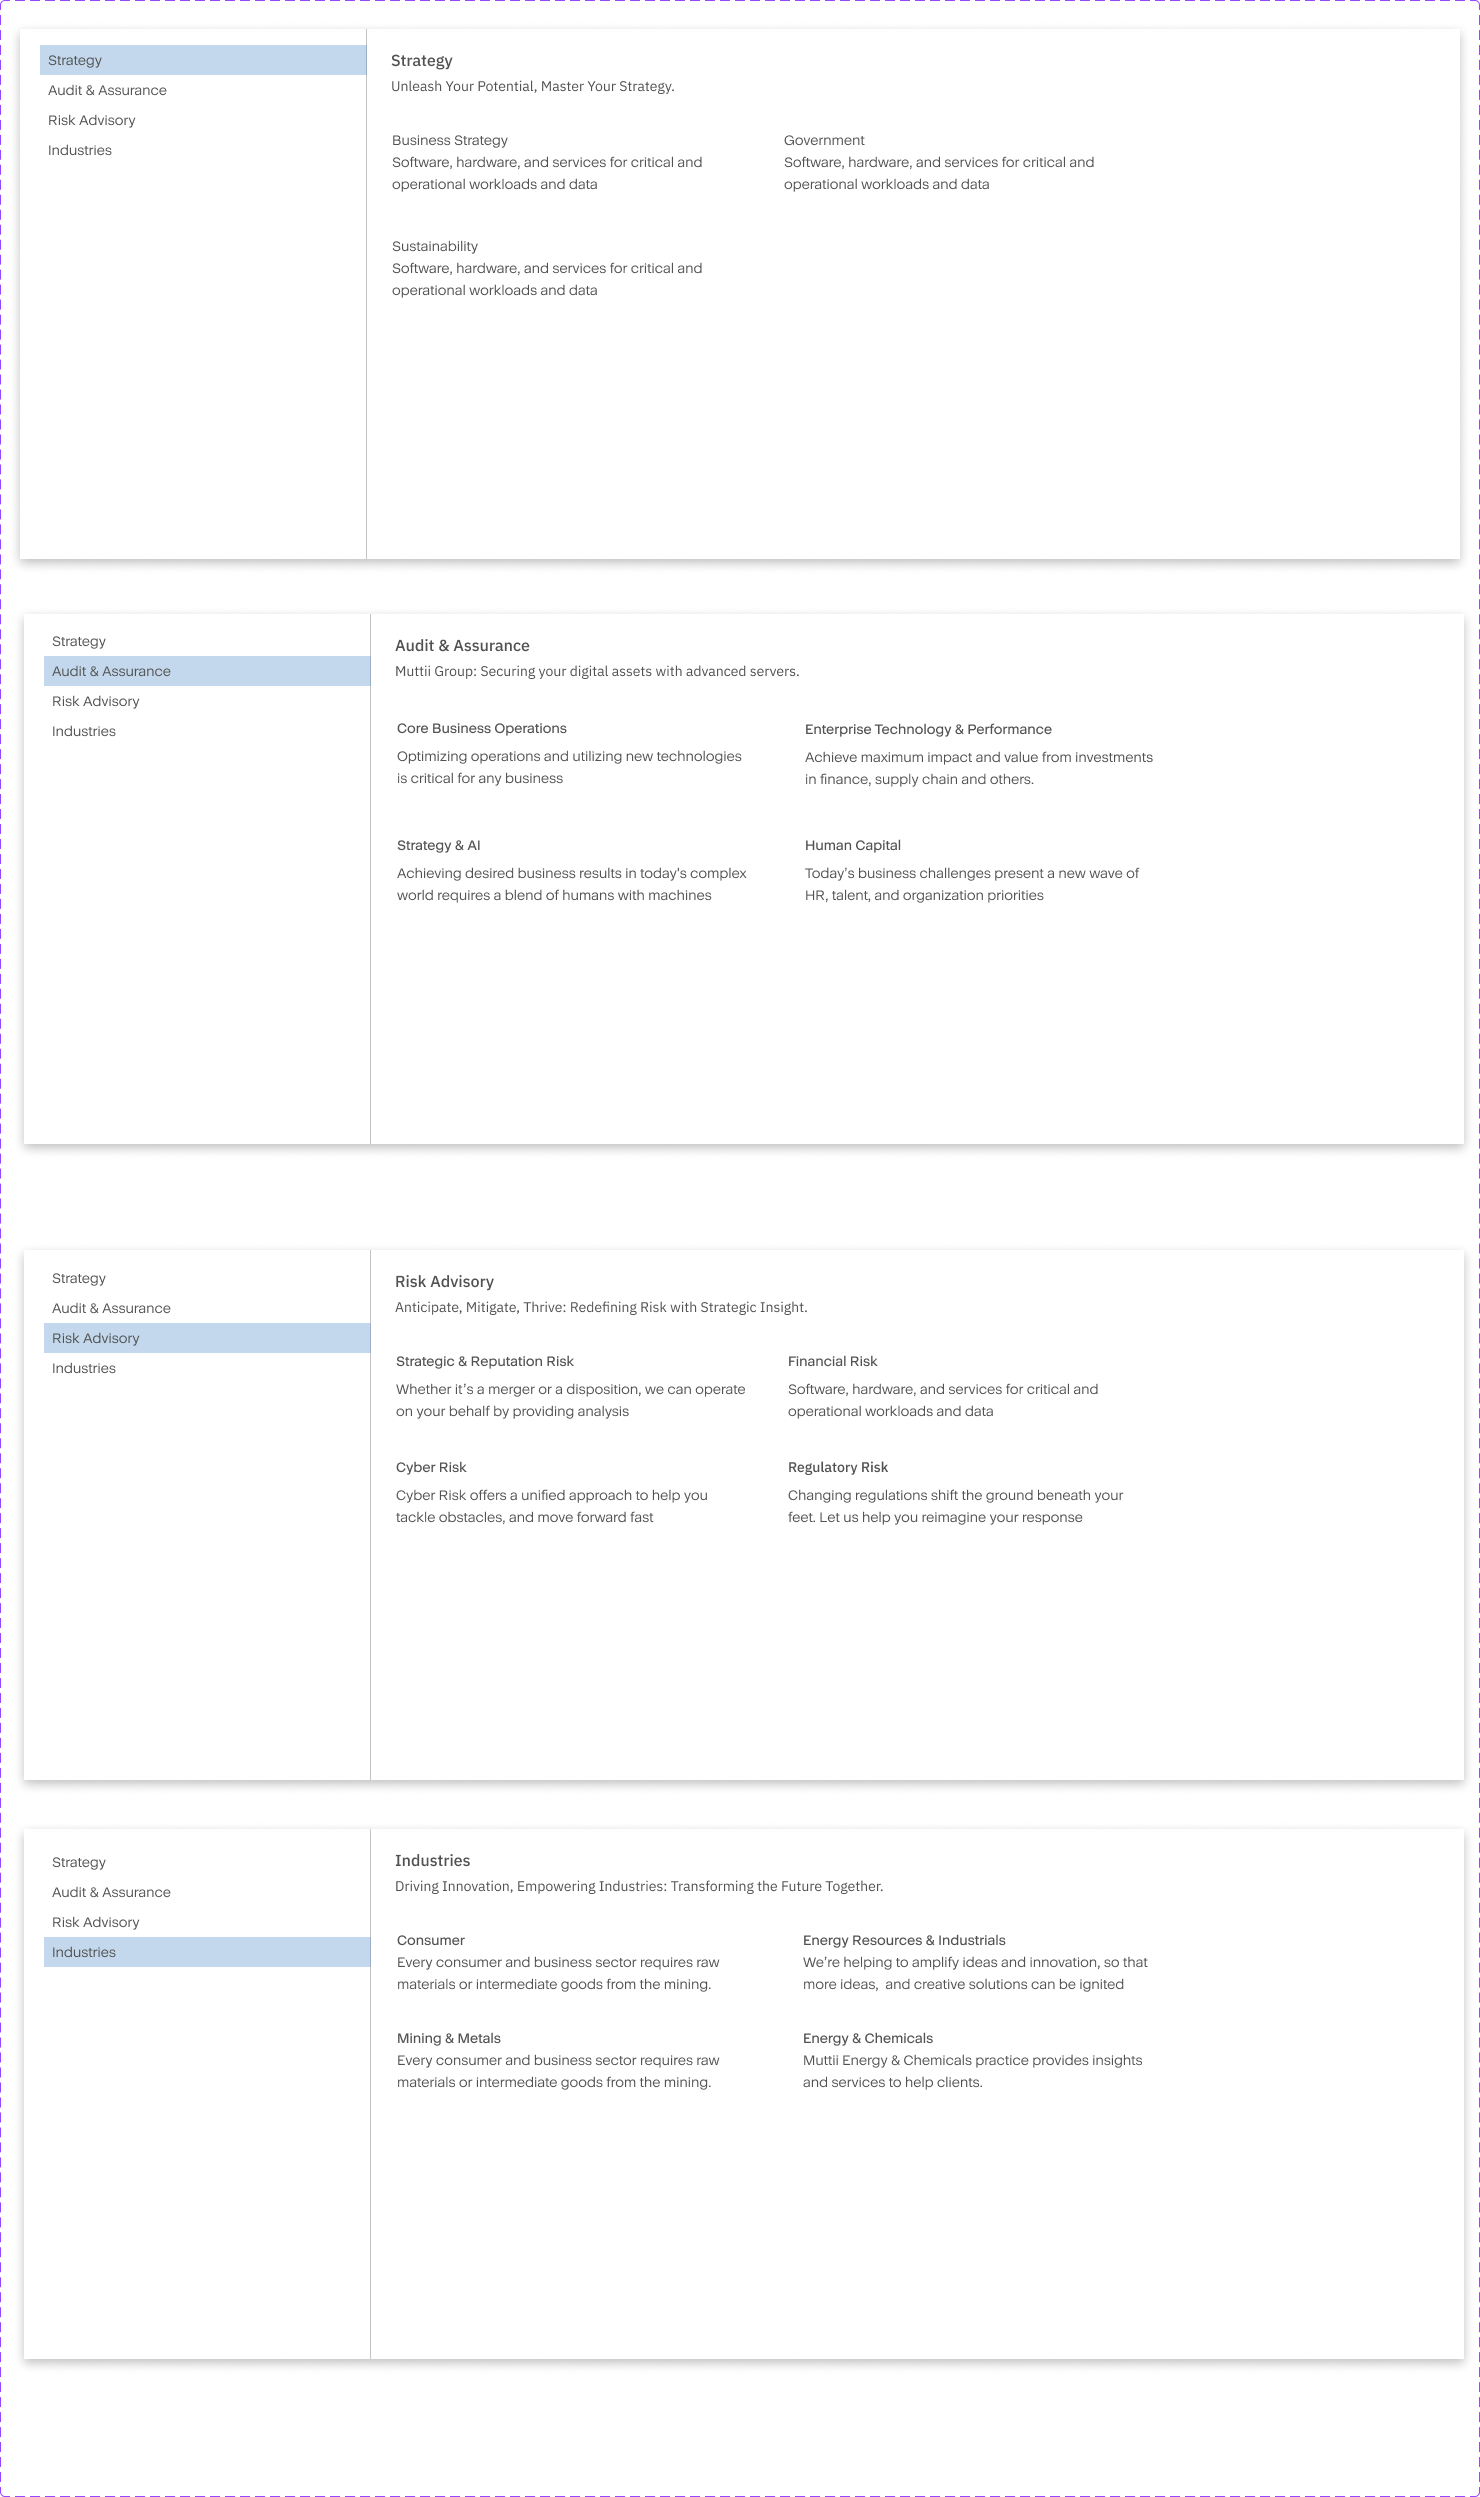 Strategy
Audit & Assurance
Risk Advisory
Industries
Strategy
Unleash Your Potential, Master Your Strategy.
Business Strategy
Software, hardware, and services for critical and
operational workloads and data
Government
Software, hardware, and services for critical and
operational workloads and data
Sustainability
Software, hardware, and services for critical and
operational workloads and data
Strategy
Audit & Assurance
Risk Advisory
Industries
Audit & Assurance
Muttii Group: Securing your digital assets with advanced servers.
Core Business Operations
Optimizing operations and utilizing new technologies
is critical for any business
Enterprise Technology & Performance
Achieve maximum impact and value from investments
in finance, supply chain and others.
Strategy & AI
Achieving desired business results in today's complex
world requires a blend of humans with machines
Human Capital
Today's business challenges present a new wave of
HR, talent, and organization priorities
Strategy
Audit & Assurance
Risk Advisory
Industries
Risk Advisory
Anticipate, Mitigate, Thrive: Redefining Risk with Strategic Insight.
Strategic & Reputation Risk
Whether it's a merger or a disposition, we can operate
on your behalf by providing analysis
Financial Risk
Software, hardware, and services for critical and
operational workloads and data
Cyber Risk
Cyber Risk offers a unified approach to help you
tackle obstacles, and move forward fast
Regulatory Risk
Changing regulations shift the ground beneath your
feet. Let us help you reimagine your response
Strategy
Audit & Assurance
Risk Advisory
Industries
Industries
Driving Innovation, Empowering Industries: Transforming the Future Together.
Consumer
Every consumer and business sector requires raw
materials or intermediate goods from the mining.
Energy Resources & Industrials
We're helping to amplify ideas and innovation, so that
more ideas,  and creative solutions can be ignited
Mining & Metals
Every consumer and business sector requires raw
materials or intermediate goods from the mining.
Energy & Chemicals
Muttii Energy & Chemicals practice provides insights
and services to help clients.